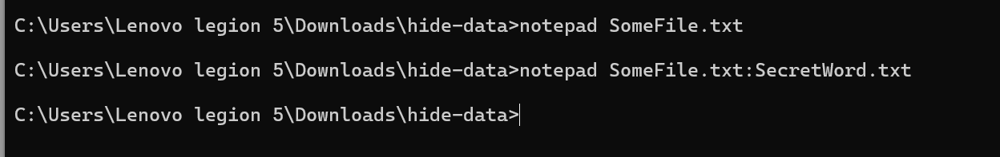 C:\Users\Lenovo legion 5\Downloads\hide-data>notepad SomeFile.txt
C:\Users\Lenovo legion 5\Downloads\hide-data>notepad SomeFile.txt:SecretWord.txt
C:\Users\Lenovo legion 5\Downloads\hide-data>